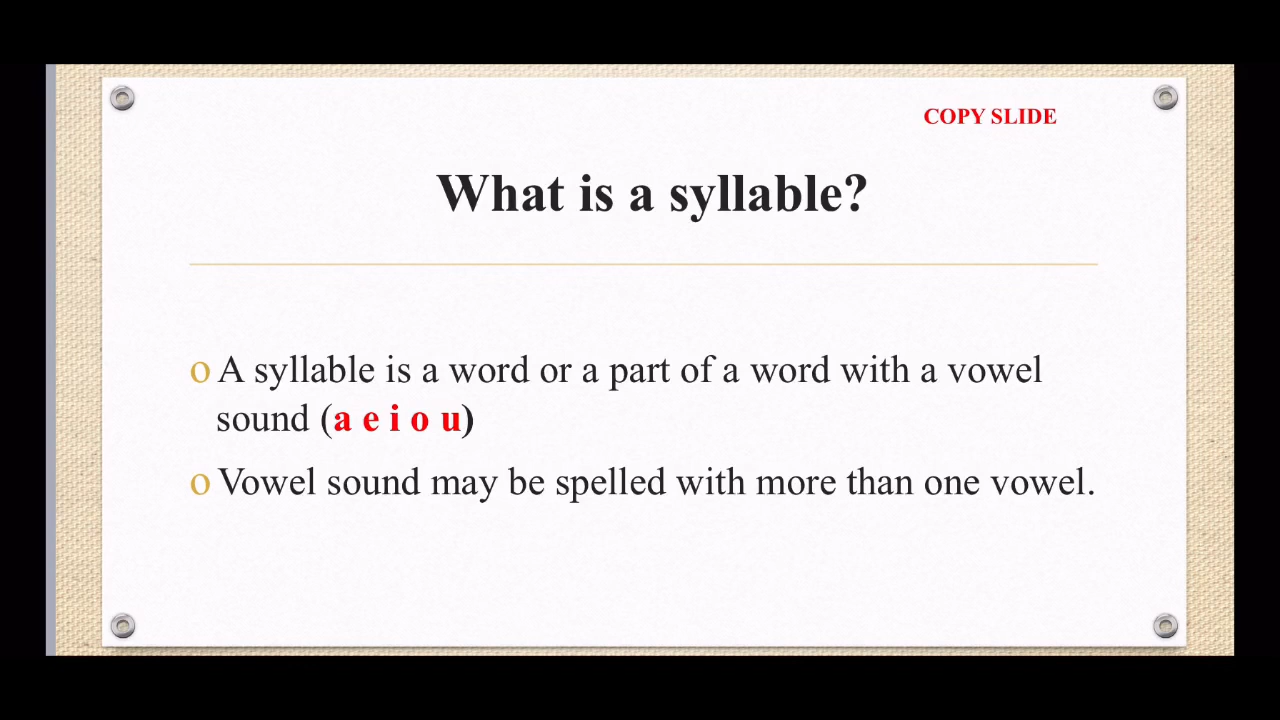 COPY SLIDE
What is a syllable?
o A syllable is a word or a part of a word with a vowel
sound (a e i o u)
o Vowel sound may be spelled with more than one vowel.